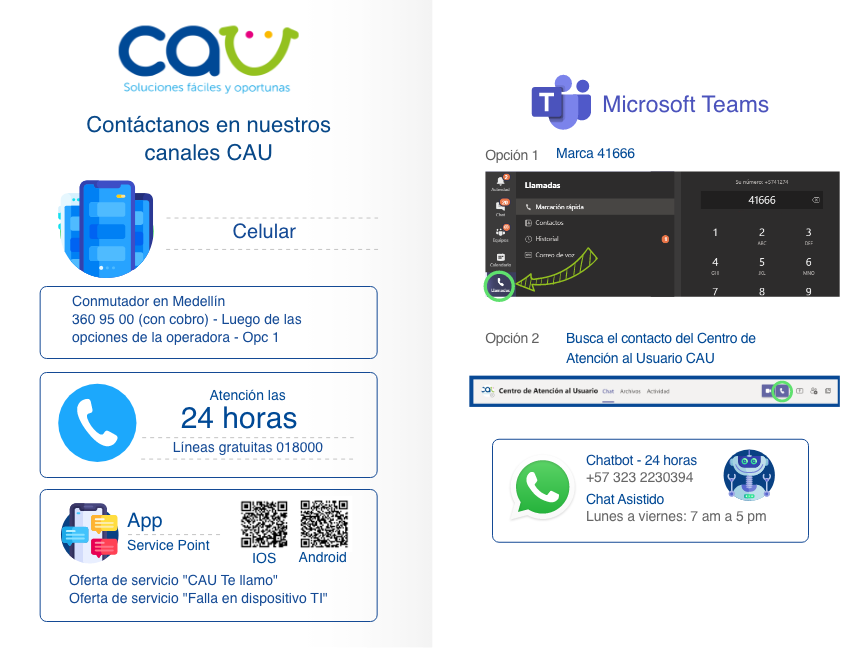 cau
Soluciones fáciles y oportunas
Contáctanos en nuestros
canales CAU
Celular
Conmutador en Medellín
360 95 00 (con cobro) - Luego de las
opciones de la operadora - Opc 1
Atención las
24 horas
Líneas gratuitas 018000
App
Service Point
IOS
Android
Oferta de servicio "CAU Te llamo"
Oferta de servicio "Falla en dispositivo TI"
T
Microsoft Teams
Opción 1
Marca 41666
Actividad
Chat
Equipos
Calendario
Llamadas
Llamadas
Marcación rápida
Contactos
Historial
Correo de voz
Su número: +5741274
41666
1 2 3
ABC DEF
4 5 6
GHI JKL MNO
7 8 9
Opción 2
Busca el contacto del Centro de
Atención al Usuario CAU
Centro de Atención al Usuario Chat Archivos Actividad
Chatbot - 24 horas
+57 323 2230394
Chat Asistido
Lunes a viernes: 7 am a 5 pm